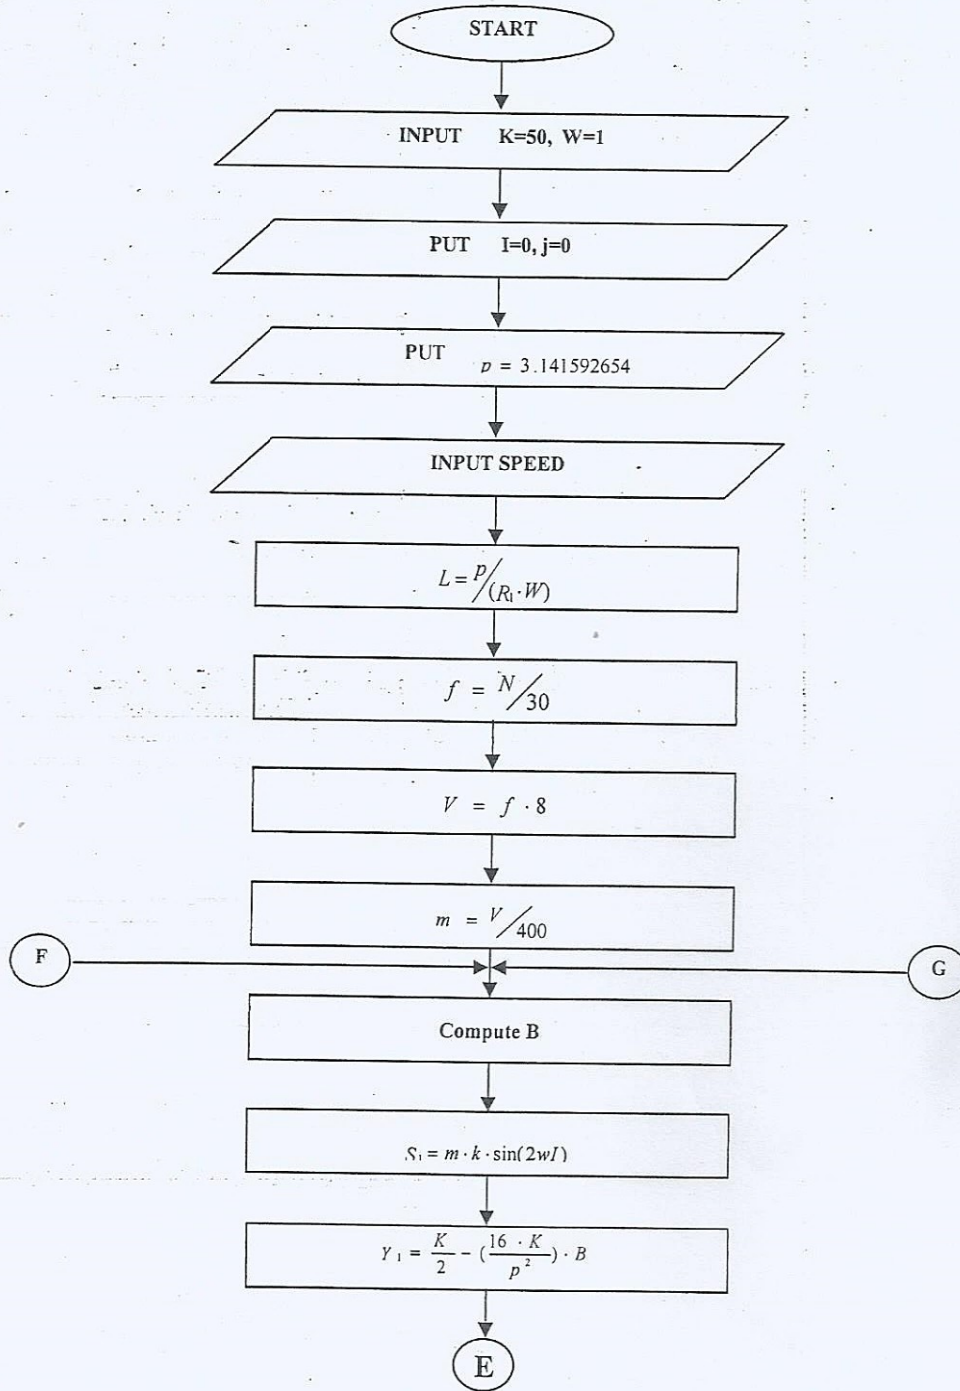 START
INPUT K=50, W=1
PUT I=0, j=0
PUT p = 3.141592654
INPUT SPEED
L = p/(R₁·W)
f = N/30
V = f · 8
m = V/400
F
G
Compute B
S₁ = m · k · sin(2wI)
Y₁ = K/2 − (16 · K/p²) · B
E